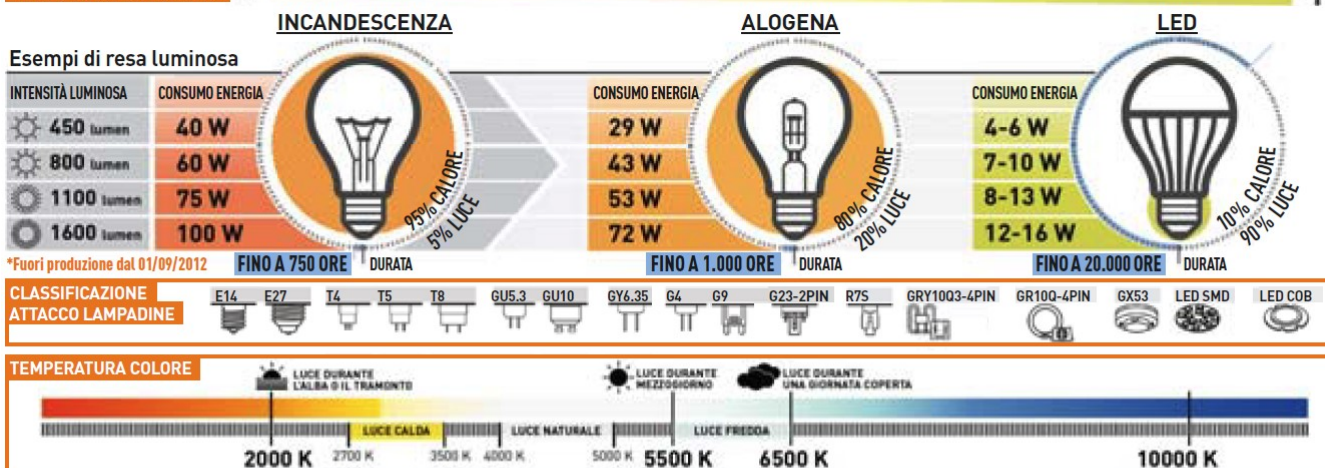 INCANDESCENZA ALOGENA LED
Esempi di resa luminosa
INTENSITÀ LUMINOSA CONSUMO ENERGIA CONSUMO ENERGIA CONSUMO ENERGIA
450 lumen 40 W 29 W 4-6 W
800 lumen 60 W 43 W 7-10 W
1100 lumen 75 W 53 W 8-13 W
1600 lumen 100 W 72 W 12-16 W
95% CALORE
5% LUCE
80% CALORE
20% LUCE
10% CALORE
90% LUCE
*Fuori produzione dal 01/09/2012 FINO A 750 ORE DURATA FINO A 1.000 ORE DURATA FINO A 20.000 ORE DURATA
CLASSIFICAZIONE
ATTACCO LAMPADINE
E14 E27 T4 T5 T8 GU5.3 GU10 GY6.35 G4 G9 G23-2PIN R7S GRY10Q3-4PIN GR10Q-4PIN GX53 LED SMD LED COB
TEMPERATURA COLORE
LUCE DURANTE
L'ALBA O IL TRAMONTO
LUCE DURANTE
MEZZOGIORNO
LUCE DURANTE
UNA GIORNATA COPERTA
LUCE CALDA LUCE NATURALE LUCE FREDDA
2000 K 2700 K 3500 K 4000 K 5000 K 5500 K 6500 K 10000 K